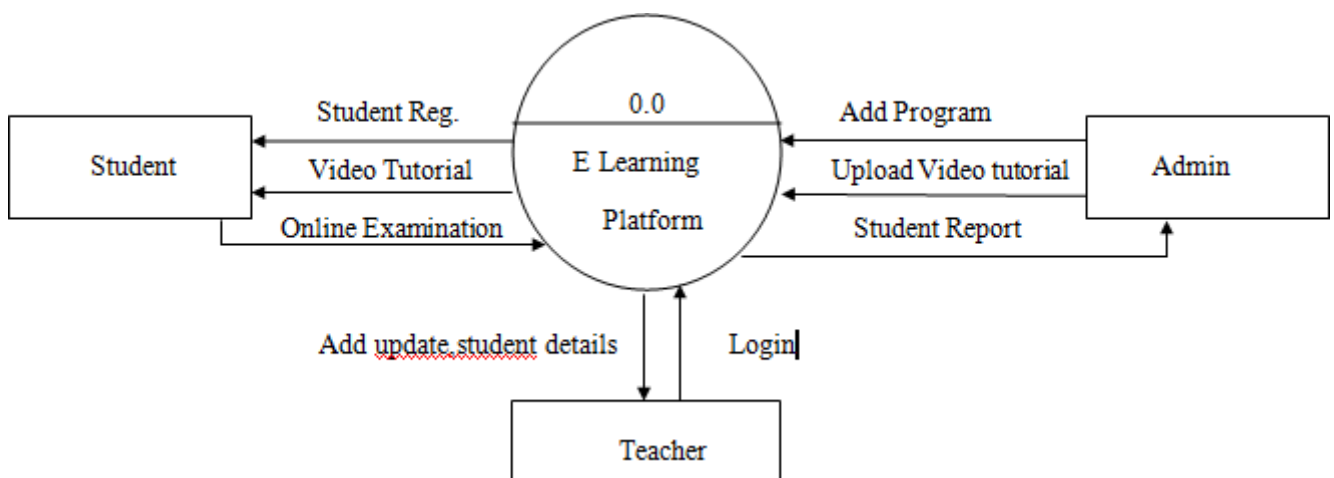 0.0
Student Reg.
Add Program
Student
Video Tutorial
E Learning
Platform
Upload Video tutorial
Admin
Online Examination
Student Report
Add update,student details
Login
Teacher